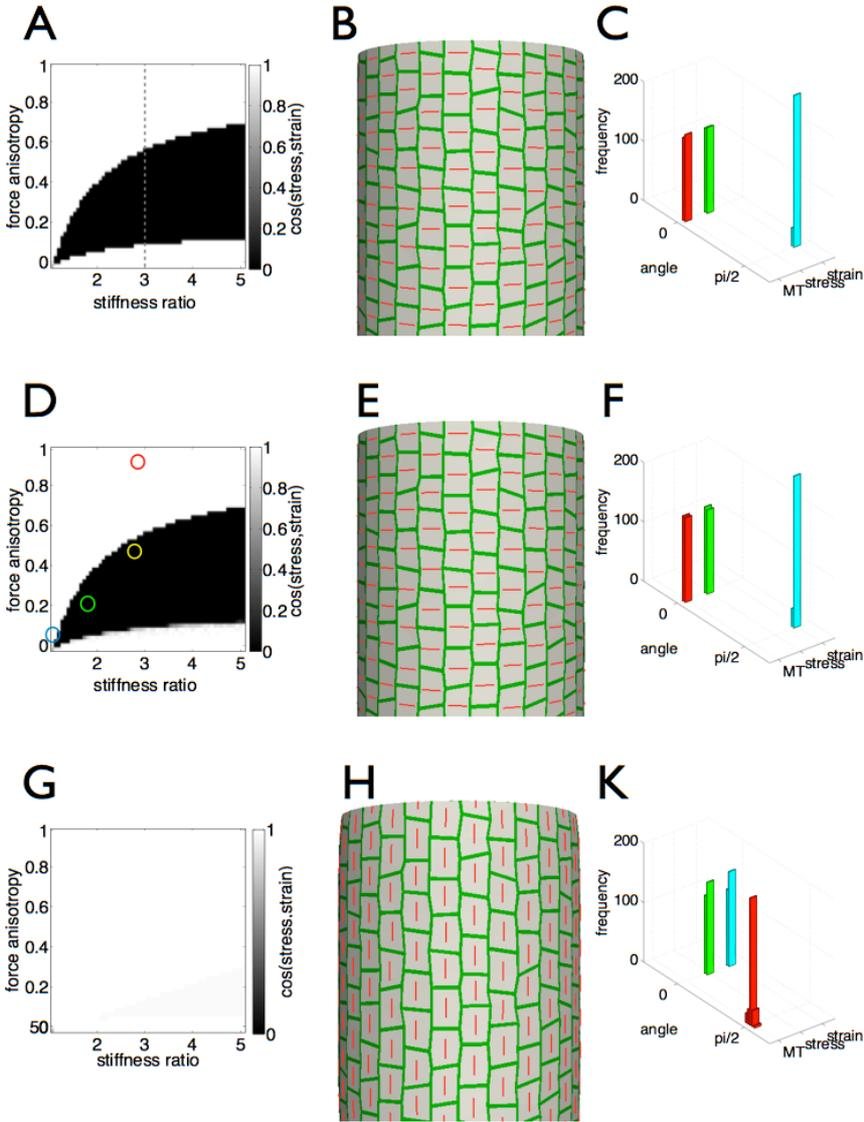 A
B
C
1
0.8
0.6
0.4
0.2
0
force anisotropy
2
3
4
5
stiffness ratio
1
0.8
0.6
0.4
0.2
0
cos(stress,strain)
200
100
0
frequency
0
angle
pi/2
MT
stress
strain
D
E
F
1
0.8
0.6
0.4
0.2
0
force anisotropy
2
3
4
5
stiffness ratio
1
0.8
0.6
0.4
0.2
0
cos(stress,strain)
200
100
0
frequency
0
angle
pi/2
MT
stress
strain
G
H
K
1
0.8
0.6
0.4
0.2
50
force anisotropy
2
3
4
5
stiffness ratio
1
0
cos(stress.strain)
200
100
0
frequency
0
angle
pi/2
MT
stress
strain